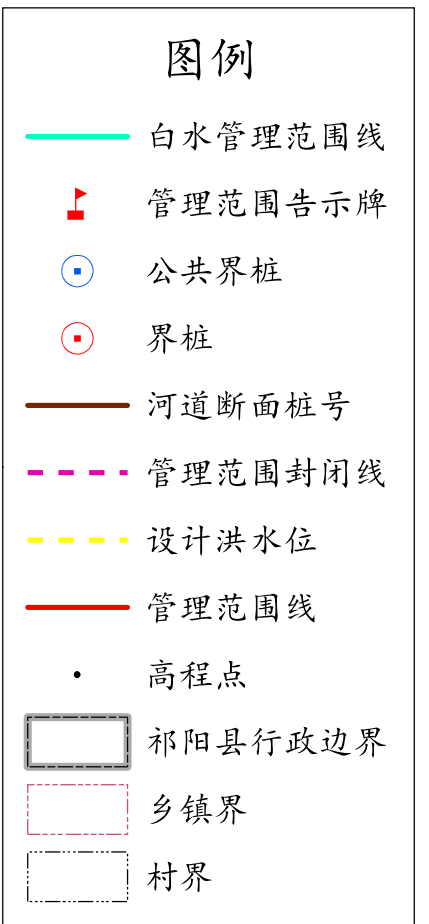 图例
白水管理范围线
管理范围告示牌
公共界桩
界桩
河道断面桩号
管理范围封闭线
设计洪水位
管理范围线
高程点
祁阳县行政边界
乡镇界
村界